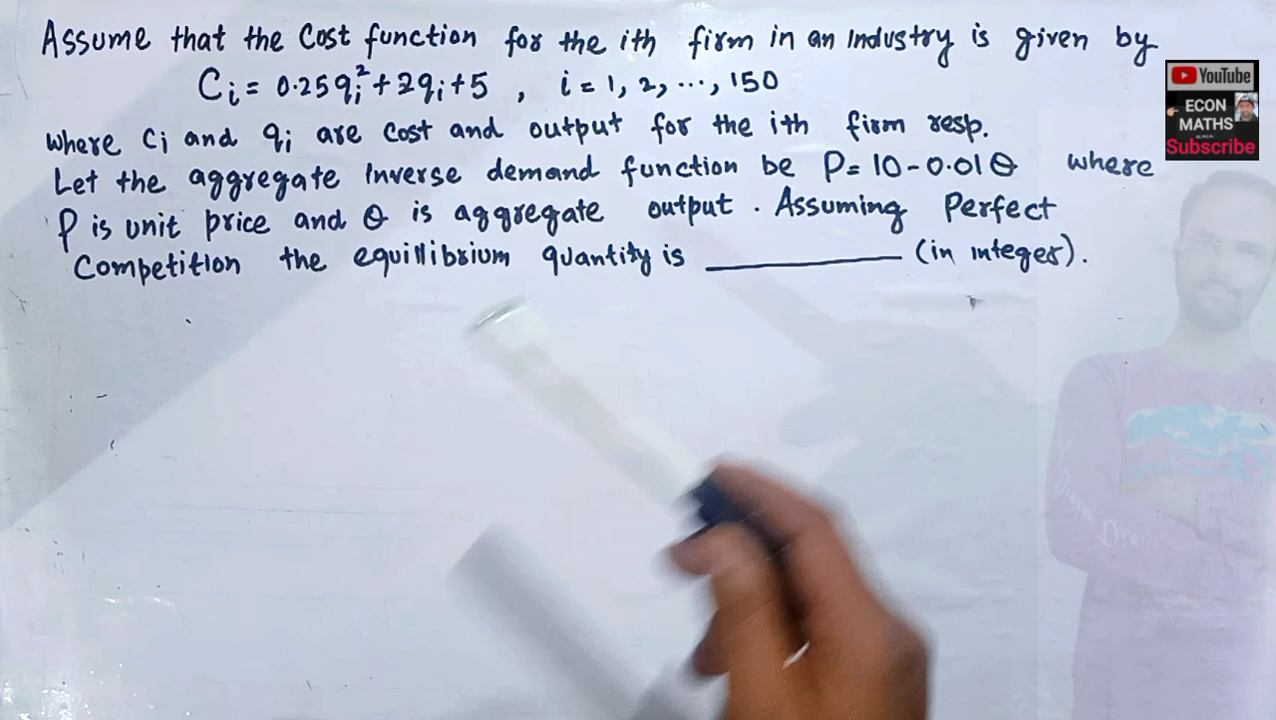 Assume that the Cost function for the ith firm in an Industry is given by
Ci = 0.25qi²+2qi+5 , i = 1, 2, ..., 150
where Ci and qi are Cost and output for the ith firm resp.
Let the aggregate Inverse demand function be P= 10-0.01Q where
P is unit price and Q is aggregate output . Assuming Perfect
Competition the equillibrium quantity is ________ (in integer).
YouTube
ECON
MATHS
Subscribe